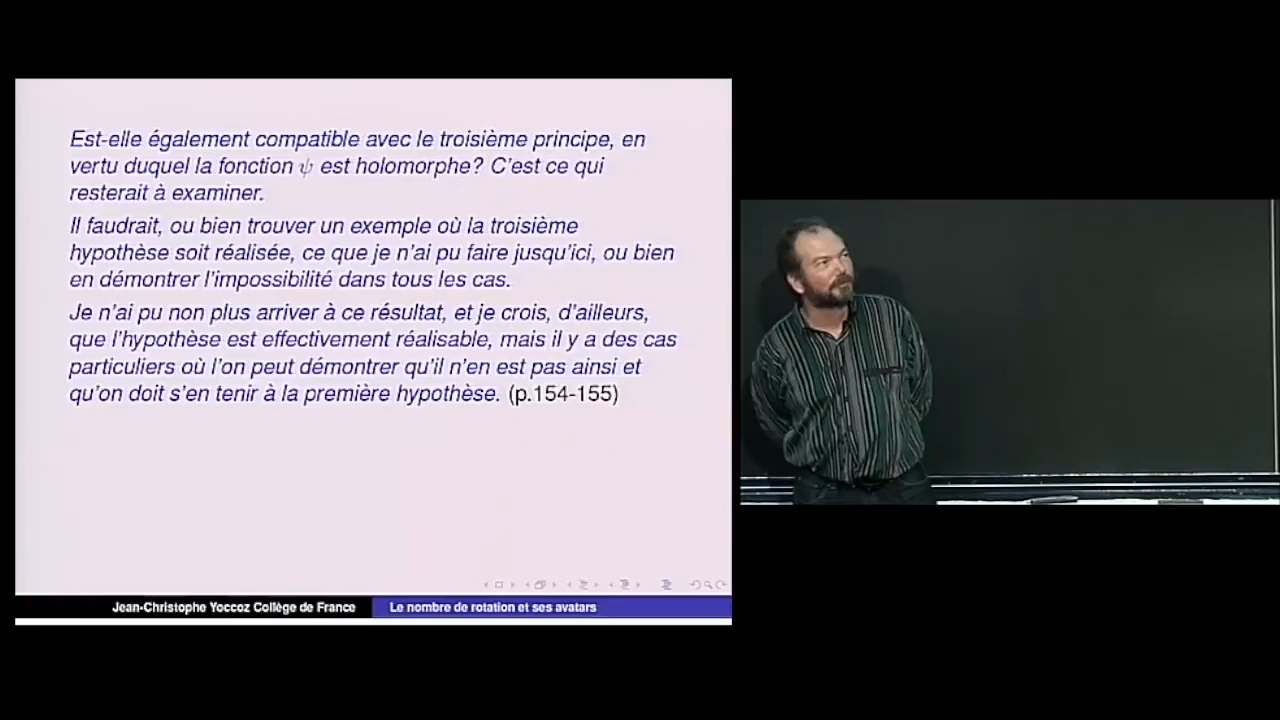 Est-elle également compatible avec le troisième principe, en
vertu duquel la fonction ψ est holomorphe? C'est ce qui
resterait à examiner.
Il faudrait, ou bien trouver un exemple où la troisième
hypothèse soit réalisée, ce que je n'ai pu faire jusqu'ici, ou bien
en démontrer l'impossibilité dans tous les cas.
Je n'ai pu non plus arriver à ce résultat, et je crois, d'ailleurs,
que l'hypothèse est effectivement réalisable, mais il y a des cas
particuliers où l'on peut démontrer qu'il n'en est pas ainsi et
qu'on doit s'en tenir à la première hypothèse. (p.154-155)
Jean-Christophe Yoccoz Collège de France
Le nombre de rotation et ses avatars